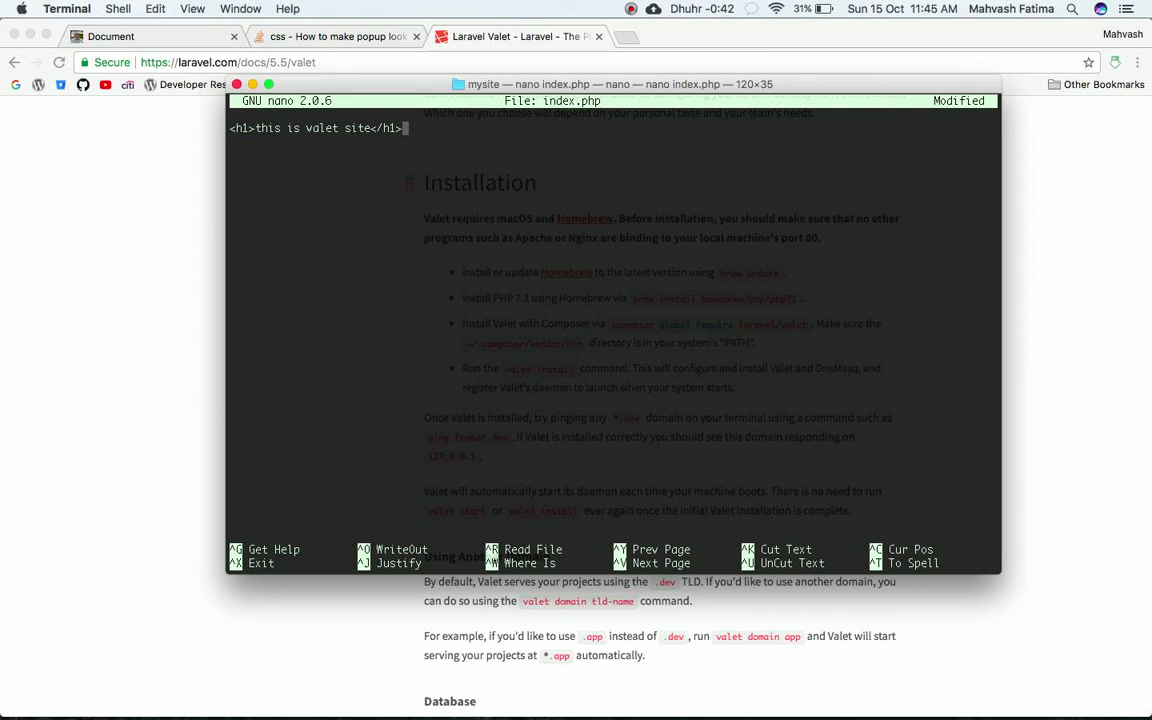 Terminal Shell Edit View Window Help Dhuhr -0:42 31% Sun 15 Oct 11:45 AM Mahvash Fatima
Document css - How to make popup look Laravel Valet - Laravel - The P Mahvash
Secure https://laravel.com/docs/5.5/valet
Developer Res Other Bookmarks
mysite — nano index.php — nano — nano index.php — 120×35
GNU nano 2.0.6 File: index.php Modified
Which one you choose will depend on your personal taste and your team's needs.
<h1>this is valet site</h1>
# Installation
Valet requires macOS and Homebrew. Before installation, you should make sure that no other
programs such as Apache or Nginx are binding to your local machine's port 80.
• Install or update Homebrew to the latest version using brew update.
• Install PHP 7.1 using Homebrew via brew install homebrew/php/php71.
• Install Valet with Composer via composer global require laravel/valet. Make sure the
~/.composer/vendor/bin directory is in your system's "PATH".
• Run the valet install command. This will configure and install Valet and DnsMasq, and
register Valet's daemon to launch when your system starts.
Once Valet is installed, try pinging any *.dev domain on your terminal using a command such as
ping foobar.dev. If Valet is installed correctly you should see this domain responding on
127.0.0.1.
Valet will automatically start its daemon each time your machine boots. There is no need to run
valet start or valet install ever again once the initial Valet installation is complete.
^G Get Help ^O WriteOut ^R Read File ^Y Prev Page ^K Cut Text ^C Cur Pos
Using Ano
^X Exit ^J Justify ^W Where Is ^V Next Page ^U UnCut Text ^T To Spell
By default, Valet serves your projects using the .dev TLD. If you'd like to use another domain, you
can do so using the valet domain tld-name command.
For example, if you'd like to use .app instead of .dev, run valet domain app and Valet will start
serving your projects at *.app automatically.
Database